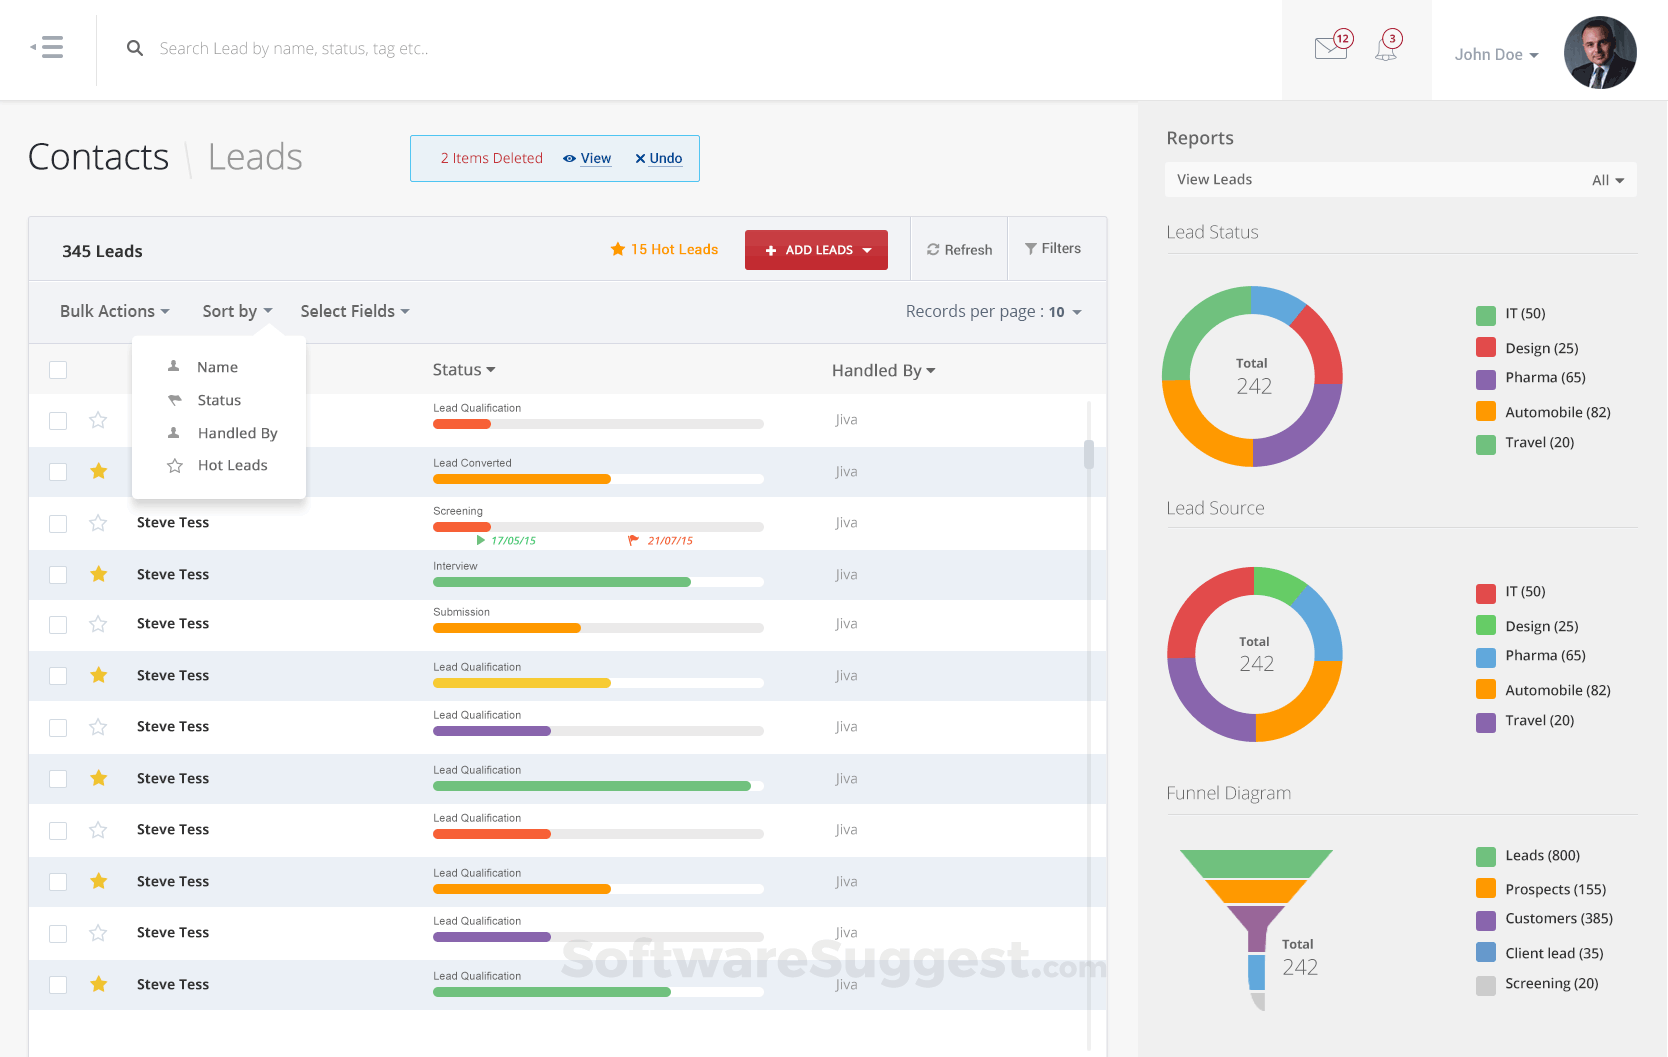 Search Lead by name, status, tag etc..
12
3
John Doe
Contacts
Leads
2 Items Deleted
View
Undo
345 Leads
15 Hot Leads
ADD LEADS
Refresh
Filters
Bulk Actions
Sort by
Select Fields
Records per page : 10
Name
Status
Handled By
Hot Leads
Status
Handled By
Lead Qualification
Jiva
Lead Converted
Jiva
Steve Tess
Screening
17/05/15
21/07/15
Jiva
Steve Tess
Interview
Jiva
Steve Tess
Submission
Jiva
Steve Tess
Lead Qualification
Jiva
Steve Tess
Lead Qualification
Jiva
Steve Tess
Lead Qualification
Jiva
Steve Tess
Lead Qualification
Jiva
Steve Tess
Lead Qualification
Jiva
Steve Tess
Lead Qualification
Jiva
Steve Tess
Lead Qualification
Jiva
SoftwareSuggest.com
Reports
View Leads
All
Lead Status
Total
242
IT (50)
Design (25)
Pharma (65)
Automobile (82)
Travel (20)
Lead Source
Total
242
IT (50)
Design (25)
Pharma (65)
Automobile (82)
Travel (20)
Funnel Diagram
Total
242
Leads (800)
Prospects (155)
Customers (385)
Client lead (35)
Screening (20)